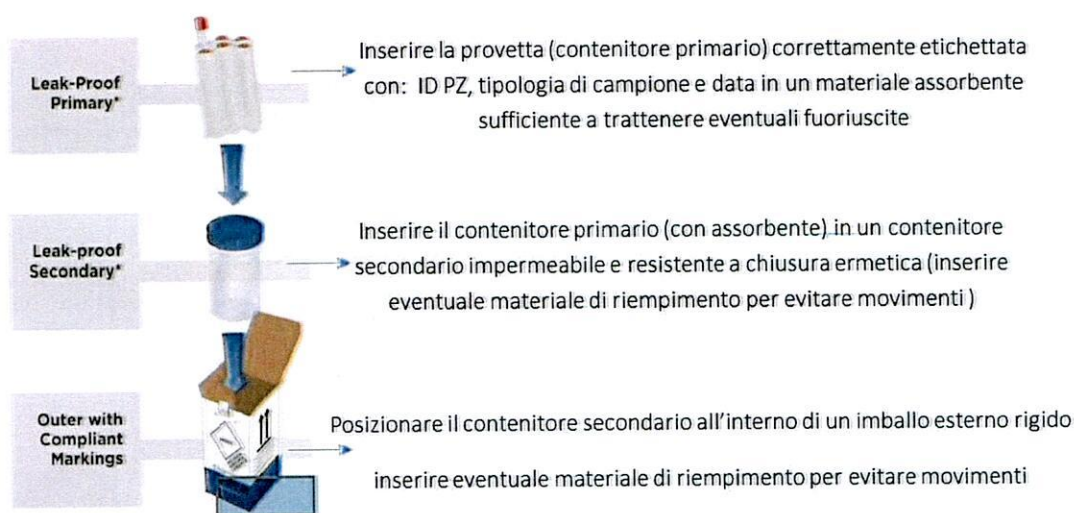 Leak-Proof
Primary*
Inserire la provetta (contenitore primario) correttamente etichettata
con: ID PZ, tipologia di campione e data in un materiale assorbente
sufficiente a trattenere eventuali fuoriuscite
Leak-proof
Secondary*
Inserire il contenitore primario (con assorbente) in un contenitore
secondario impermeabile e resistente a chiusura ermetica (inserire
eventuale materiale di riempimento per evitare movimenti )
Outer with
Compliant
Markings
Posizionare il contenitore secondario all'interno di un imballo esterno rigido
inserire eventuale materiale di riempimento per evitare movimenti